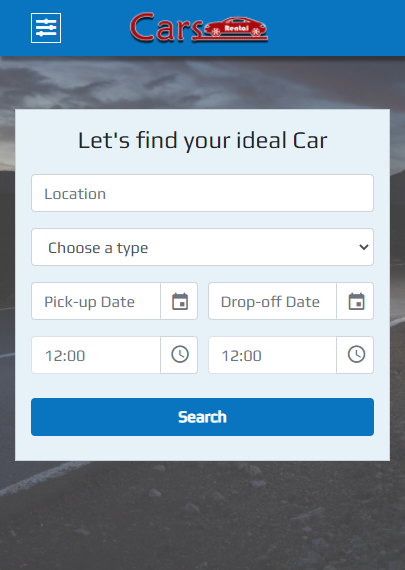 Cars
Rental
Let's find your ideal Car
Location
Choose a type
Pick-up Date
Drop-off Date
12:00
12:00
Search